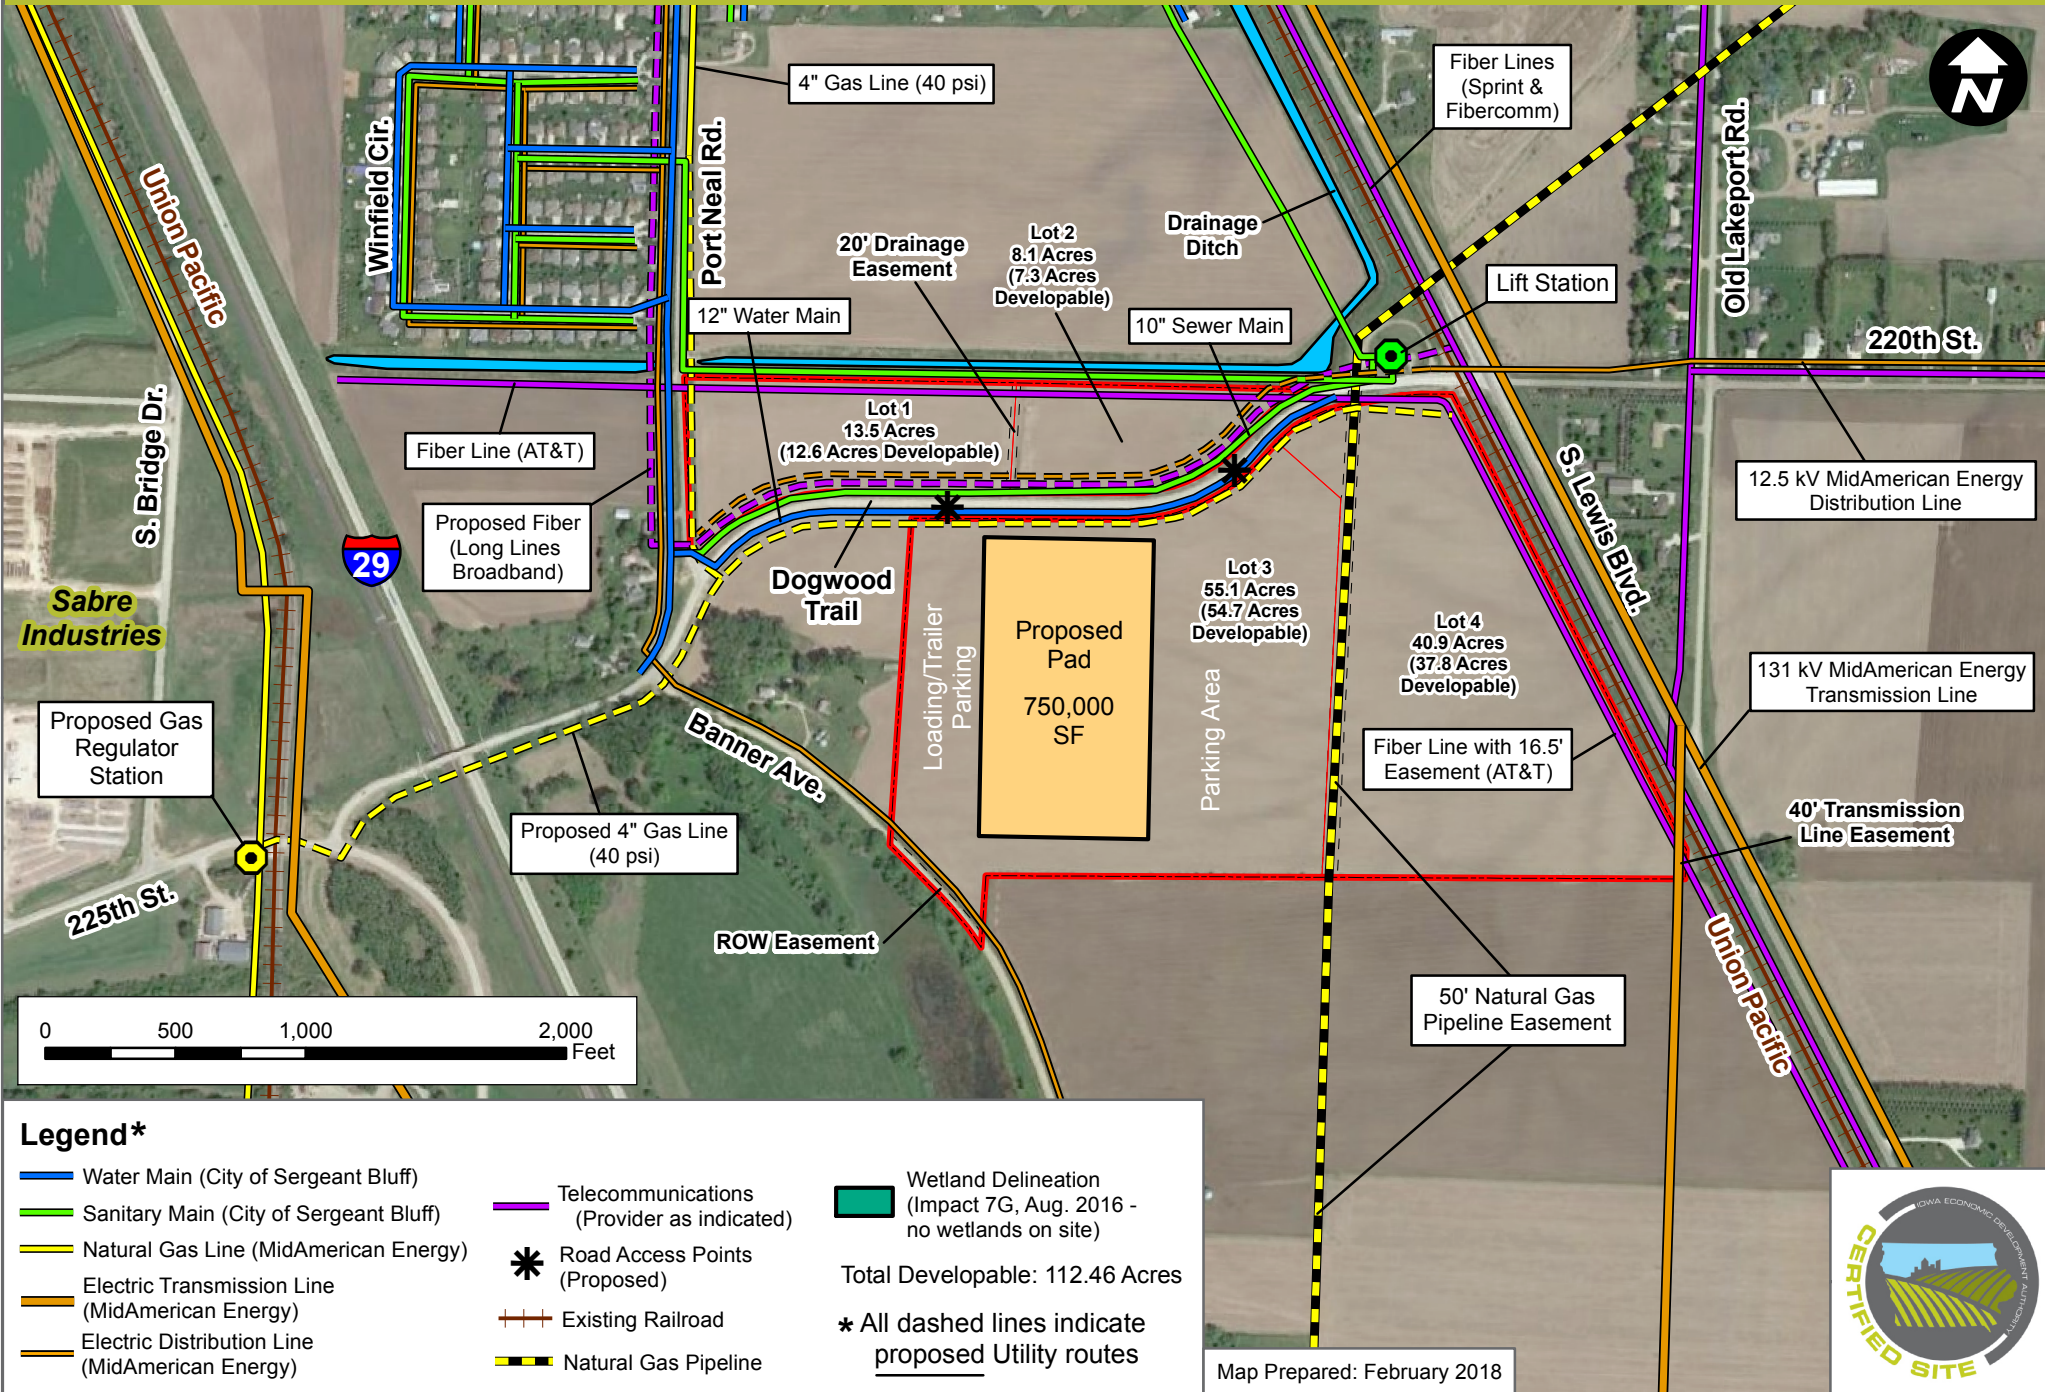 4" Gas Line (40 psi)
Fiber Lines
(Sprint &
Fibercomm)
N
Winfield Cir.
Port Neal Rd.
Old Lakeport Rd.
Union Pacific
Drainage
Ditch
20' Drainage
Easement
Lot 2
8.1 Acres
(7.3 Acres
Developable)
Lift Station
12" Water Main
10" Sewer Main
220th St.
S. Bridge Dr.
Fiber Line (AT&T)
Lot 1
13.5 Acres
(12.6 Acres Developable)
12.5 kV MidAmerican Energy
Distribution Line
S. Lewis Blvd.
Proposed Fiber
(Long Lines
Broadband)
29
Sabre
Industries
Dogwood
Trail
Loading/Trailer
Parking
Proposed
Pad
750,000
SF
Parking Area
Lot 3
55.1 Acres
(54.7 Acres
Developable)
Lot 4
40.9 Acres
(37.8 Acres
Developable)
131 kV MidAmerican Energy
Transmission Line
Proposed Gas
Regulator
Station
Banner Ave.
Fiber Line with 16.5'
Easement (AT&T)
Proposed 4" Gas Line
(40 psi)
40' Transmission
Line Easement
225th St.
ROW Easement
Union Pacific
50' Natural Gas
Pipeline Easement
0 500 1,000 2,000
Feet
Legend*
Water Main (City of Sergeant Bluff)
Sanitary Main (City of Sergeant Bluff)
Natural Gas Line (MidAmerican Energy)
Electric Transmission Line
(MidAmerican Energy)
Electric Distribution Line
(MidAmerican Energy)
Telecommunications
(Provider as indicated)
Road Access Points
(Proposed)
Existing Railroad
Natural Gas Pipeline
Wetland Delineation
(Impact 7G, Aug. 2016 -
no wetlands on site)
Total Developable: 112.46 Acres
* All dashed lines indicate
proposed Utility routes
Map Prepared: February 2018
IOWA ECONOMIC DEVELOPMENT AUTHORITY
CERTIFIED SITE